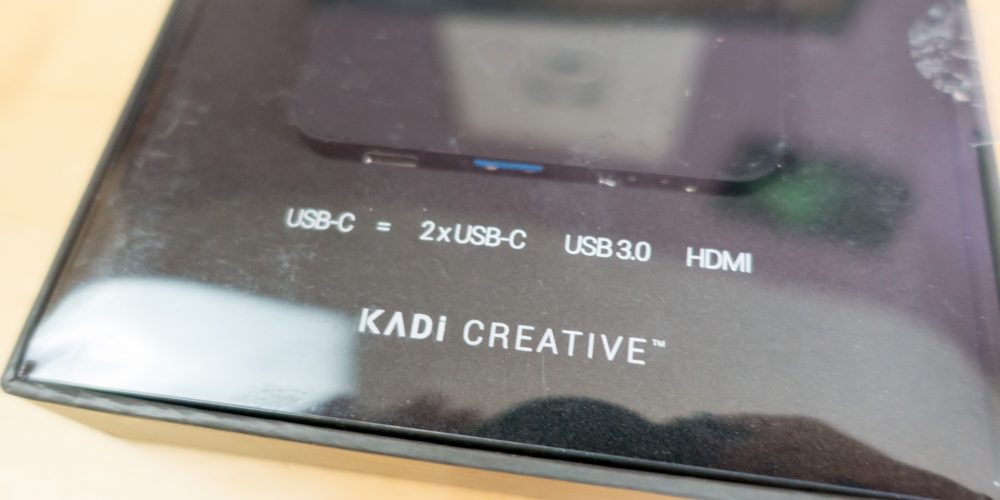 USB-C = 2xUSB-C USB 3.0 HDMI
KADi CREATIVE™